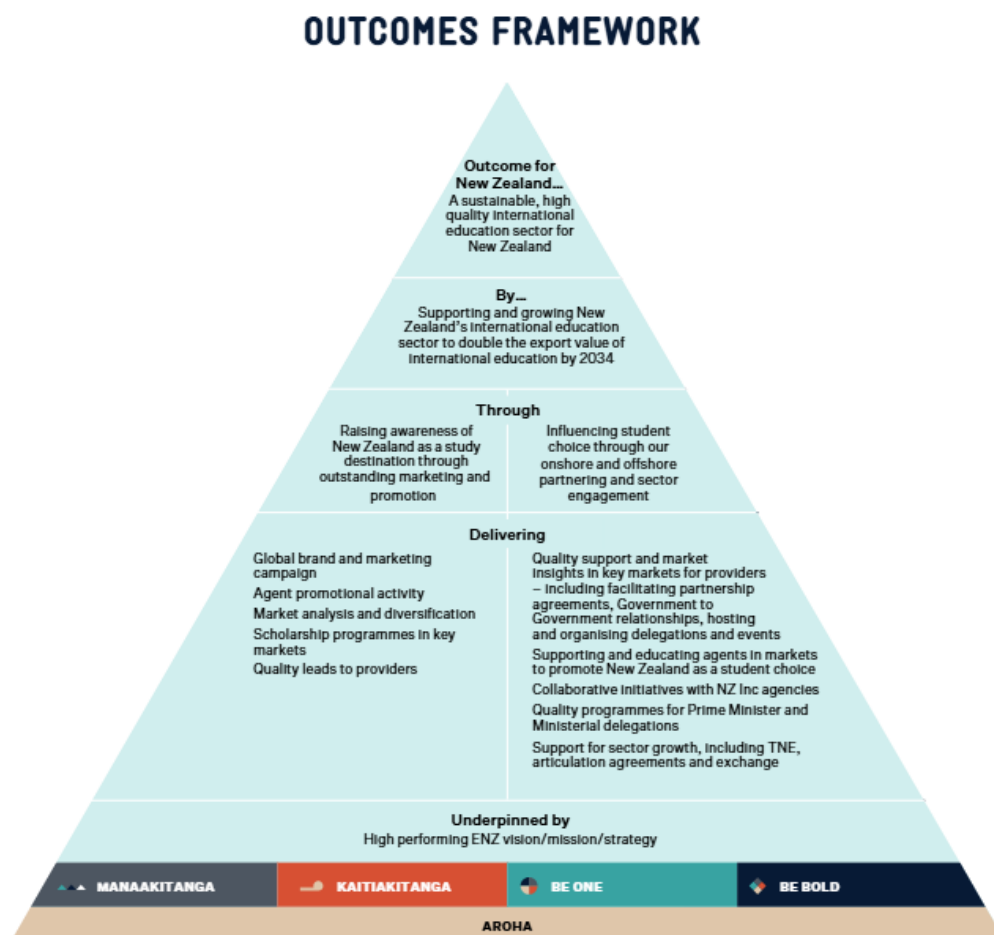 OUTCOMES FRAMEWORK
Outcome for
New Zealand...
A sustainable, high
quality international
education sector for
New Zealand
By...
Supporting and growing New
Zealand's international education
sector to double the export value of
international education by 2034
Through
Raising awareness of
New Zealand as a study
destination through
outstanding marketing and
promotion
Influencing student
choice through our
onshore and offshore
partnering and sector
engagement
Delivering
Global brand and marketing
campaign
Agent promotional activity
Market analysis and diversification
Scholarship programmes in key
markets
Quality leads to providers
Quality support and market
insights in key markets for providers
– including facilitating partnership
agreements, Government to
Government relationships, hosting
and organising delegations and events
Supporting and educating agents in markets
to promote New Zealand as a student choice
Collaborative initiatives with NZ Inc agencies
Quality programmes for Prime Minister and
Ministerial delegations
Support for sector growth, including TNE,
articulation agreements and exchange
Underpinned by
High performing ENZ vision/mission/strategy
MANAAKITANGA
KAITIAKITANGA
BE ONE
BE BOLD
AROHA